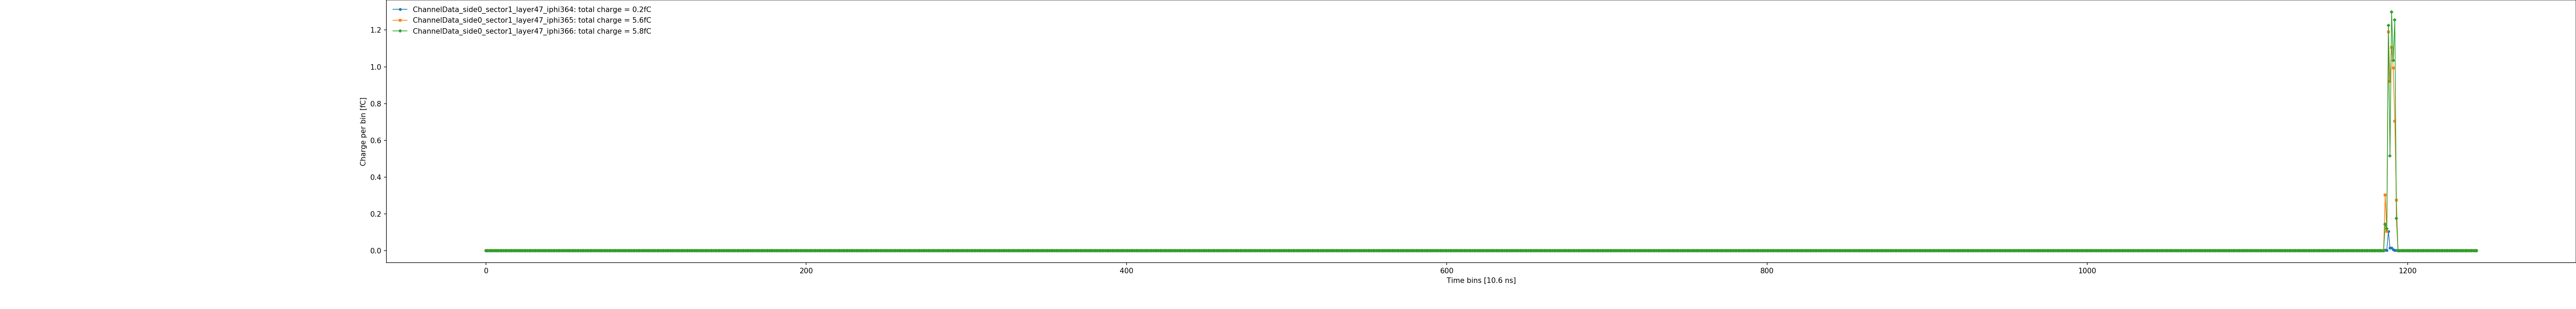 ChannelData_side0_sector1_layer47_iphi364: total charge = 0.2fC
ChannelData_side0_sector1_layer47_iphi365: total charge = 5.6fC
ChannelData_side0_sector1_layer47_iphi366: total charge = 5.8fC
1.2
1.0
0.8
0.6
0.4
0.2
0.0
Charge per bin [fC]
0 200 400 600 800 1000 1200
Time bins [10.6 ns]